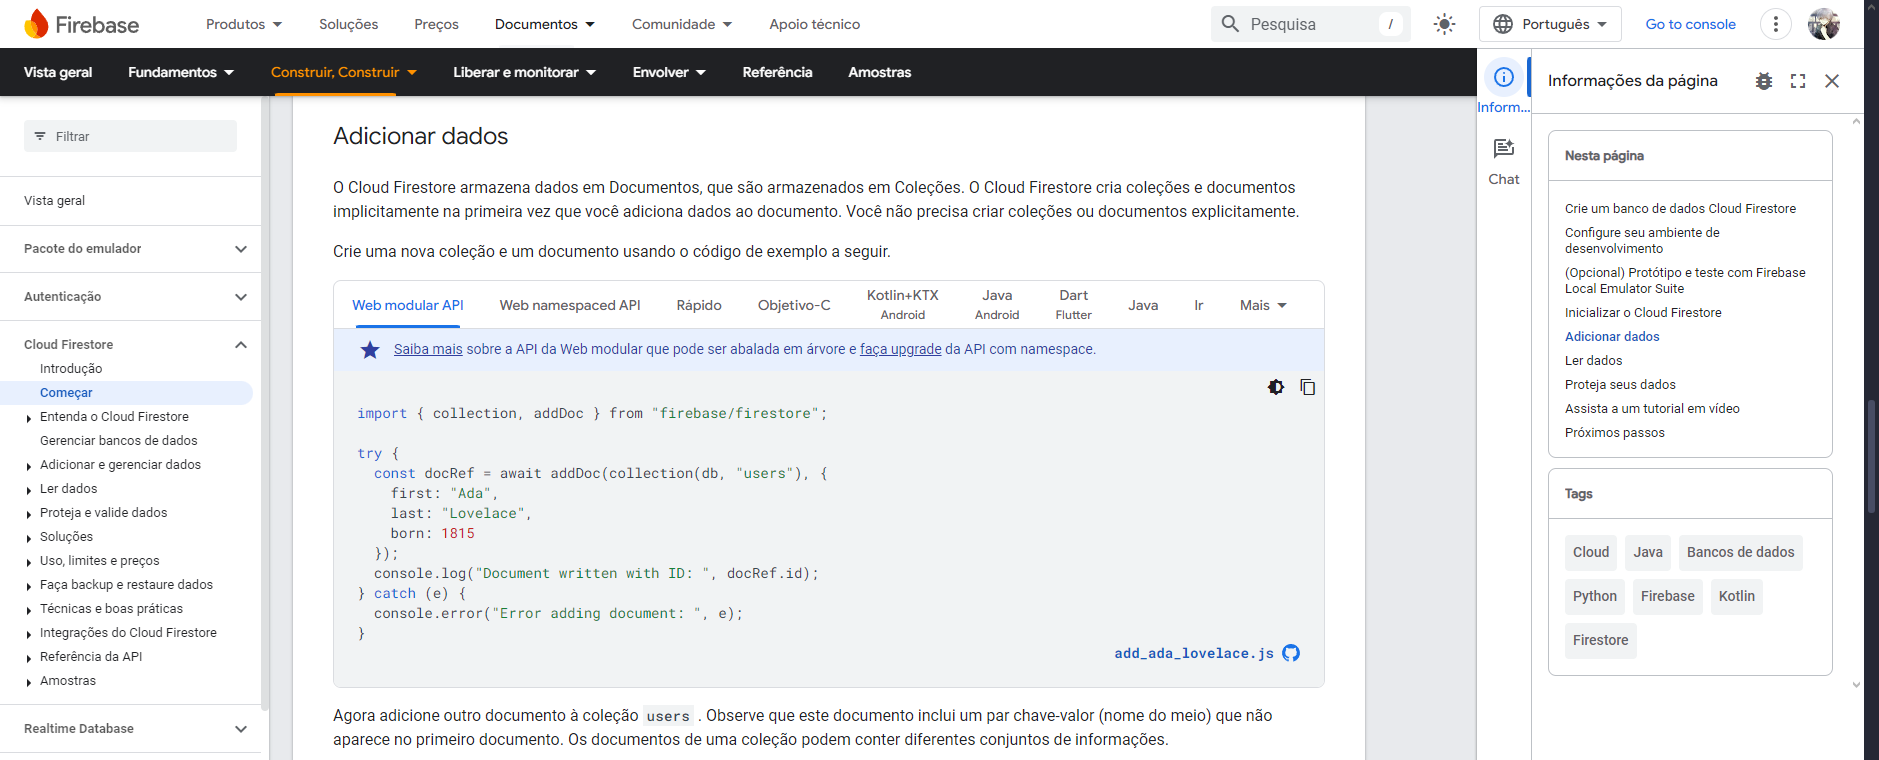 Firebase
Produtos
Soluções
Preços
Documentos
Comunidade
Apoio técnico
Pesquisa
/
Português
Go to console
Vista geral
Fundamentos
Construir, Construir
Liberar e monitorar
Envolver
Referência
Amostras
Filtrar
Vista geral
Pacote do emulador
Autenticação
Cloud Firestore
Introdução
Começar
Entenda o Cloud Firestore
Gerenciar bancos de dados
Adicionar e gerenciar dados
Ler dados
Proteja e valide dados
Soluções
Uso, limites e preços
Faça backup e restaure dados
Técnicas e boas práticas
Integrações do Cloud Firestore
Referência da API
Amostras
Realtime Database
Adicionar dados
O Cloud Firestore armazena dados em Documentos, que são armazenados em Coleções. O Cloud Firestore cria coleções e documentos
implicitamente na primeira vez que você adiciona dados ao documento. Você não precisa criar coleções ou documentos explicitamente.
Crie uma nova coleção e um documento usando o código de exemplo a seguir.
Web modular API
Web namespaced API
Rápido
Objetivo-C
Kotlin+KTX
Android
Java
Android
Dart
Flutter
Java
Ir
Mais
Saiba mais sobre a API da Web modular que pode ser abalada em árvore e faça upgrade da API com namespace.
import { collection, addDoc } from "firebase/firestore";
try {
  const docRef = await addDoc(collection(db, "users"), {
    first: "Ada",
    last: "Lovelace",
    born: 1815
  });
  console.log("Document written with ID: ", docRef.id);
} catch (e) {
  console.error("Error adding document: ", e);
}
add_ada_lovelace.js
Agora adicione outro documento à coleção users . Observe que este documento inclui um par chave-valor (nome do meio) que não
aparece no primeiro documento. Os documentos de uma coleção podem conter diferentes conjuntos de informações.
Inform...
Chat
Informações da página
Nesta página
Crie um banco de dados Cloud Firestore
Configure seu ambiente de
desenvolvimento
(Opcional) Protótipo e teste com Firebase
Local Emulator Suite
Inicializar o Cloud Firestore
Adicionar dados
Ler dados
Proteja seus dados
Assista a um tutorial em vídeo
Próximos passos
Tags
Cloud
Java
Bancos de dados
Python
Firebase
Kotlin
Firestore